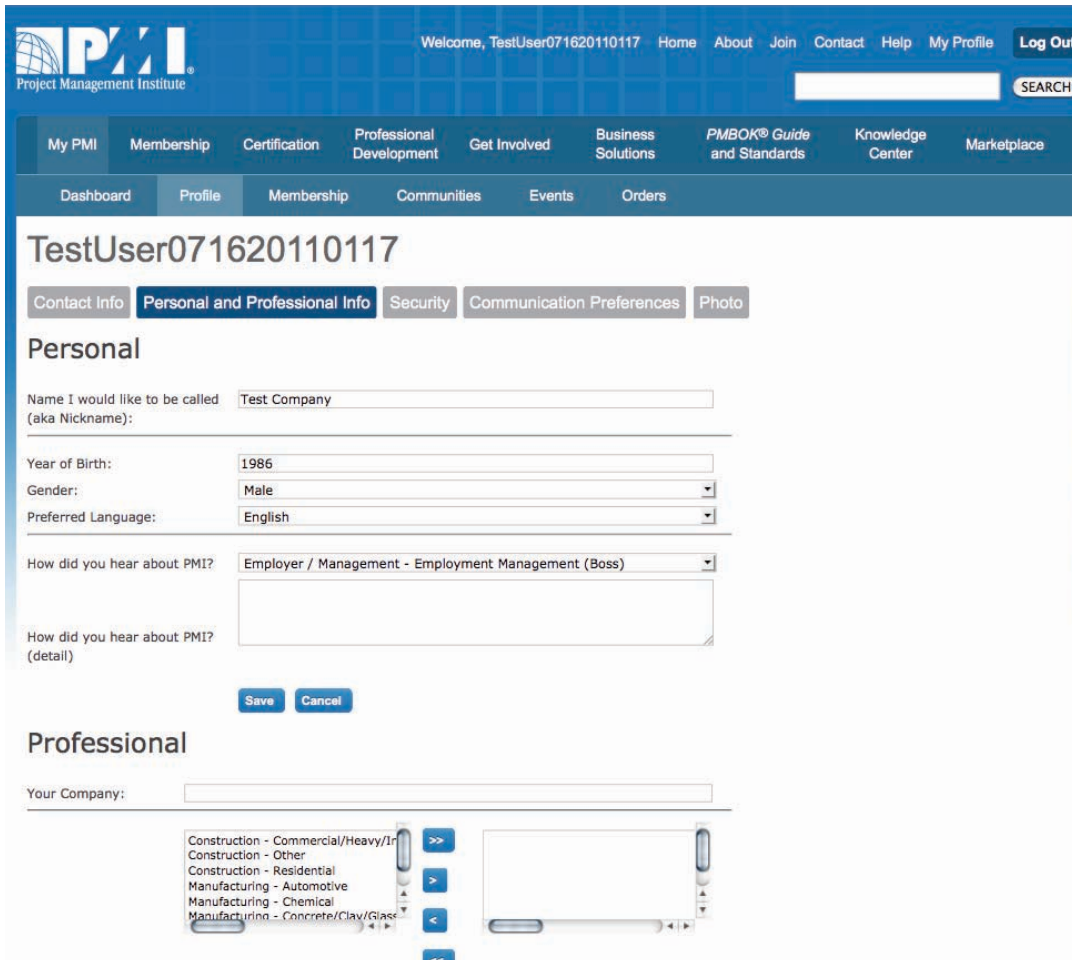 Welcome, TestUser071620110117 Home About Join Contact Help My Profile Log Out
PMI®
Project Management Institute
SEARCH
My PMI Membership Certification Professional Development Get Involved Business Solutions PMBOK® Guide and Standards Knowledge Center Marketplace
Dashboard Profile Membership Communities Events Orders
TestUser071620110117
Contact Info Personal and Professional Info Security Communication Preferences Photo
Personal
Name I would like to be called Test Company
(aka Nickname):
Year of Birth: 1986
Gender: Male
Preferred Language: English
How did you hear about PMI? Employer / Management - Employment Management (Boss)
How did you hear about PMI?
(detail)
Save Cancel
Professional
Your Company:
Construction - Commercial/Heavy/Ir >>
Construction - Other
Construction - Residential
Manufacturing - Automotive >
Manufacturing - Chemical
Manufacturing - Concrete/Clay/Glass <
<<